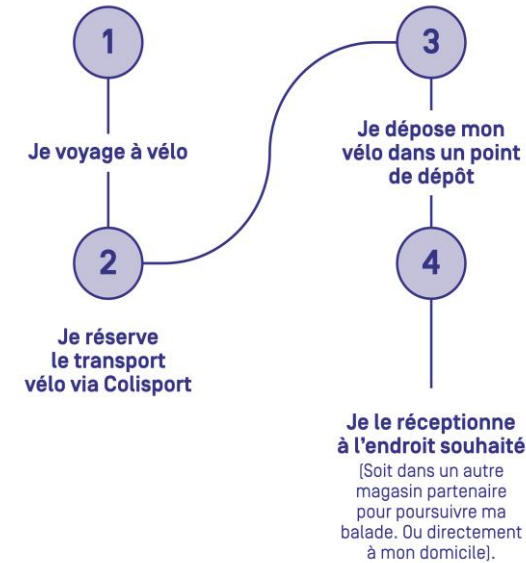 1
Je voyage à vélo
2
Je réserve
le transport
vélo via Colisport
3
Je dépose mon
vélo dans un point
de dépôt
4
Je le réceptionne
à l'endroit souhaité
(Soit dans un autre
magasin partenaire
pour poursuivre ma
balade. Ou directement
à mon domicile).